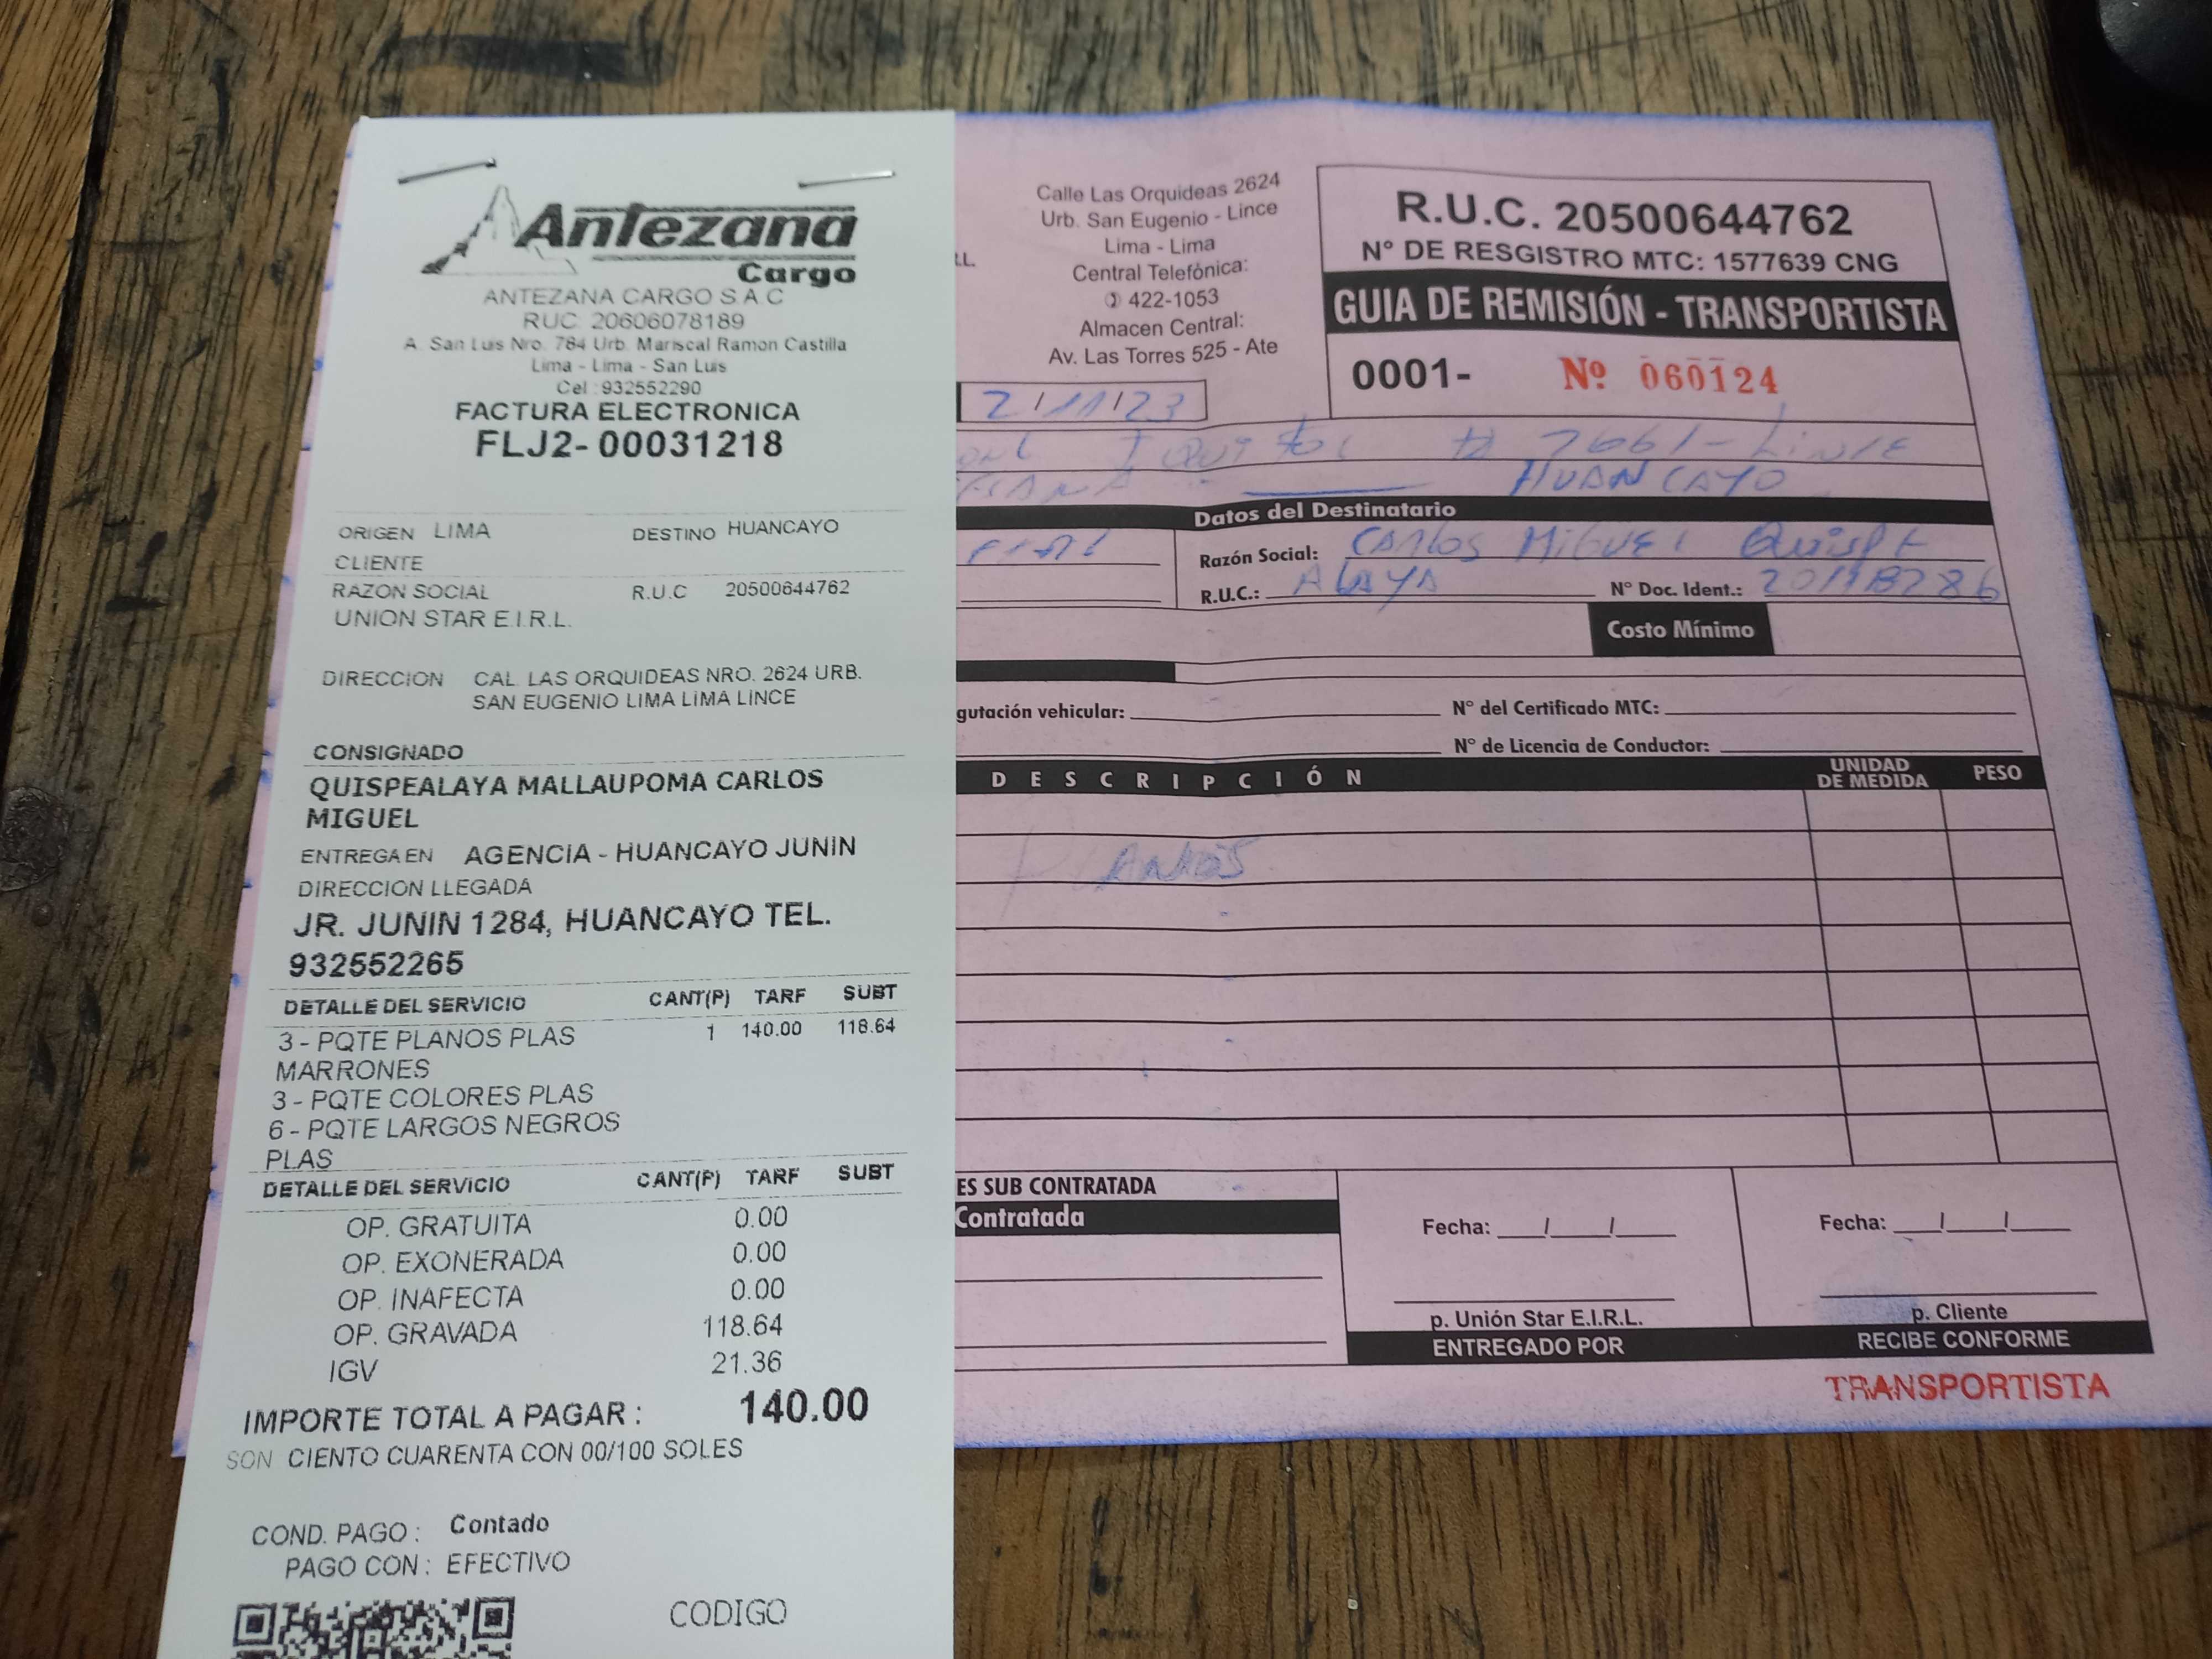 Antezana
Cargo
ANTEZANA CARGO S.A.C
RUC: 20606078189
A. San Luis Nro. 784 Urb. Mariscal Ramon Castilla
Lima - Lima - San Luis
Cel :932552290
FACTURA ELECTRONICA
FLJ2- 00031218
ORIGEN LIMA DESTINO HUANCAYO
CLIENTE
RAZON SOCIAL R.U.C 20500644762
UNION STAR E.I.R.L.
DIRECCION CAL. LAS ORQUIDEAS NRO. 2624 URB.
SAN EUGENIO LIMA LIMA LINCE
CONSIGNADO
QUISPEALAYA MALLAUPOMA CARLOS
MIGUEL
ENTREGA EN AGENCIA - HUANCAYO JUNIN
DIRECCION LLEGADA
JR. JUNIN 1284, HUANCAYO TEL.
932552265
DETALLE DEL SERVICIO CANT(P) TARF SUBT
3 - PQTE PLANOS PLAS 1 140.00 118.64
MARRONES
3 - PQTE COLORES PLAS
6 - PQTE LARGOS NEGROS
PLAS
DETALLE DEL SERVICIO CANT(P) TARF SUBT
OP. GRATUITA 0.00
OP. EXONERADA 0.00
OP. INAFECTA 0.00
OP. GRAVADA 118.64
IGV 21.36
IMPORTE TOTAL A PAGAR : 140.00
SON CIENTO CUARENTA CON 00/100 SOLES
COND. PAGO : Contado
PAGO CON : EFECTIVO
CODIGO
Calle Las Orquideas 2624
Urb. San Eugenio - Lince
Lima - Lima
Central Telefónica:
422-1053
Almacen Central:
Av. Las Torres 525 - Ate
R.U.C. 20500644762
N° DE RESGISTRO MTC: 1577639 CNG
GUIA DE REMISIÓN - TRANSPORTISTA
0001- Nº 060124
2/11/23
2661 - Lince
HUANCAYO
Datos del Destinatario
Razón Social: Carlos Miguel Quispe
R.U.C.: Alaya N° Doc. Ident.:
Costo Mínimo
gutación vehicular: N° del Certificado MTC:
N° de Licencia de Conductor:
DESCRIPCIÓN UNIDAD DE MEDIDA PESO
ES SUB CONTRATADA
Contratada
Fecha: / / Fecha: / /
p. Unión Star E.I.R.L. p. Cliente
ENTREGADO POR RECIBE CONFORME
TRANSPORTISTA